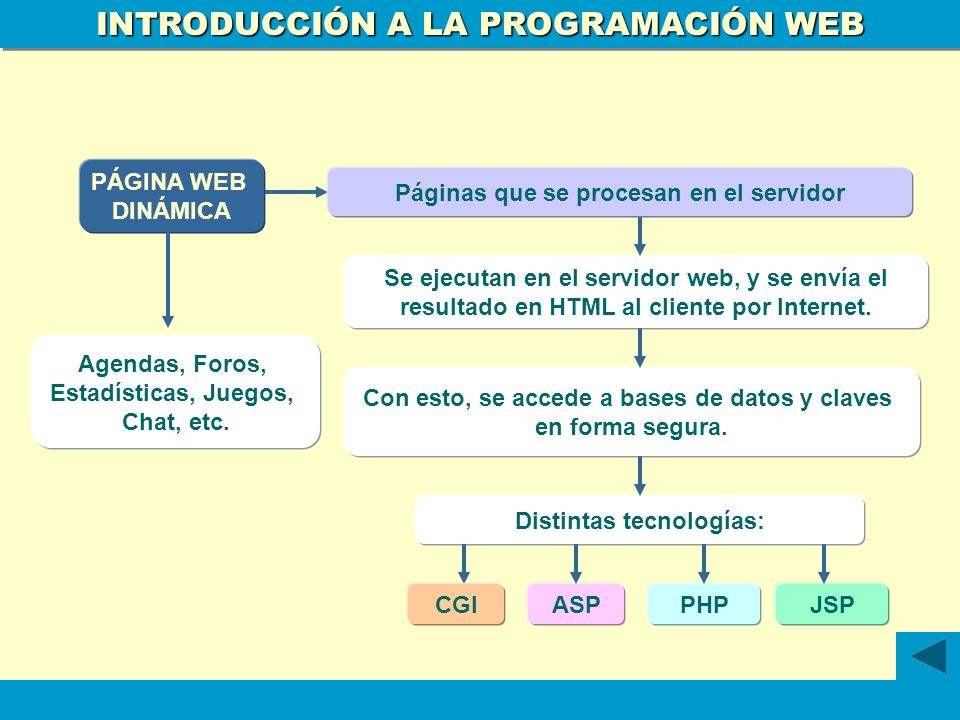 INTRODUCCIÓN A LA PROGRAMACIÓN WEB
PÁGINA WEB
DINÁMICA
Páginas que se procesan en el servidor
Se ejecutan en el servidor web, y se envía el
resultado en HTML al cliente por Internet.
Agendas, Foros,
Estadísticas, Juegos,
Chat, etc.
Con esto, se accede a bases de datos y claves
en forma segura.
Distintas tecnologías:
CGI
ASP
PHP
JSP